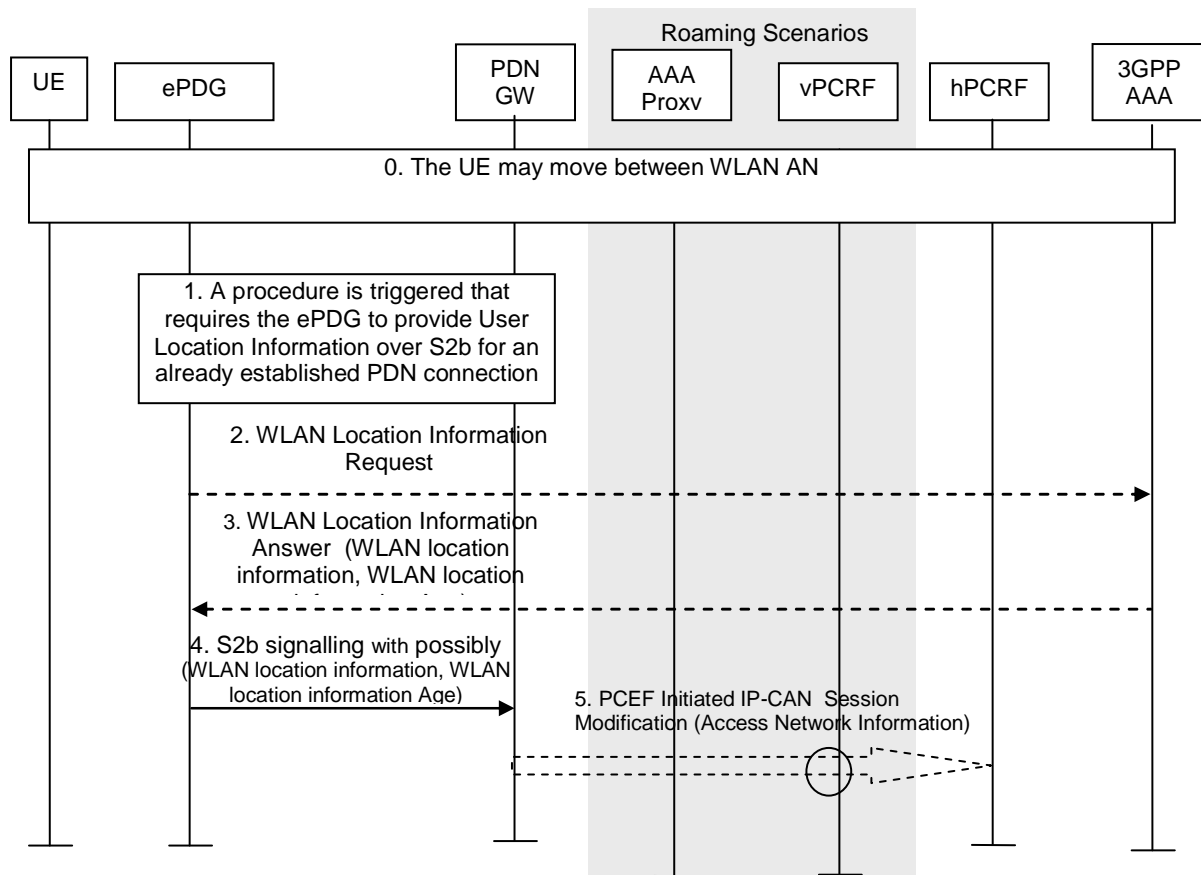 Roaming Scenarios
UE
ePDG
PDN
GW
AAA
Proxy
vPCRF
hPCRF
3GPP
AAA
0. The UE may move between WLAN AN
1. A procedure is triggered that
requires the ePDG to provide User
Location Information over S2b for an
already established PDN connection
2. WLAN Location Information
Request
3. WLAN Location Information
Answer (WLAN location
information, WLAN location
4. S2b signalling with possibly
(WLAN location information, WLAN
location information Age)
5. PCEF Initiated IP-CAN Session
Modification (Access Network Information)